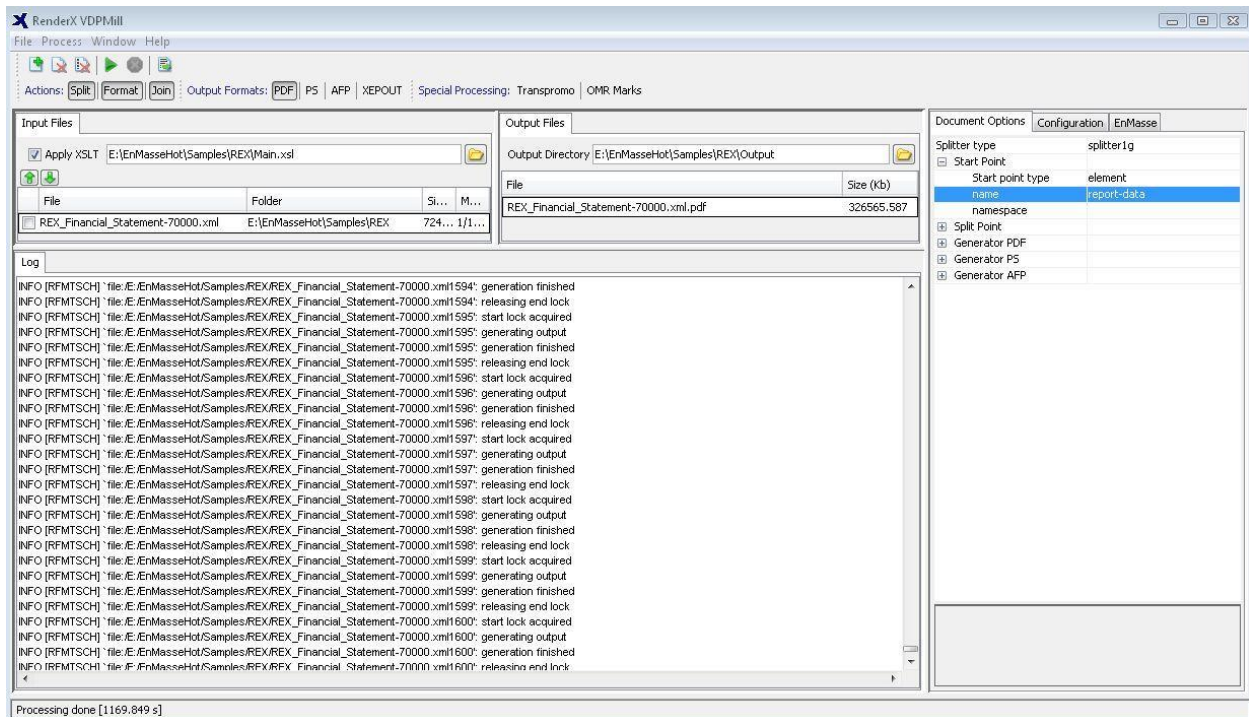 RenderX VDPMill
File Process Window Help
Actions: Split Format Join Output Formats: PDF PS AFP XEPOUT Special Processing: Transpromo OMR Marks
Input Files
Apply XSLT E:\EnMasseHot\Samples\REX\Main.xsl
File Folder Si... M...
REX_Financial_Statement-70000.xml E:\EnMasseHot\Samples\REX 724... 1/1...
Output Files
Output Directory E:\EnMasseHot\Samples\REX\Output
File Size (Kb)
REX_Financial_Statement-70000.xml.pdf 326565.587
Document Options Configuration EnMasse
Splitter type splitter1g
Start Point
Start point type element
name report-data
namespace
Split Point
Generator PDF
Generator PS
Generator AFP
Log
INFO [RFMTSCH] `file:/E:/EnMasseHot/Samples/REX/REX_Financial_Statement-70000.xml1594': generation finished
INFO [RFMTSCH] `file:/E:/EnMasseHot/Samples/REX/REX_Financial_Statement-70000.xml1594': releasing end lock
INFO [RFMTSCH] `file:/E:/EnMasseHot/Samples/REX/REX_Financial_Statement-70000.xml1595': start lock acquired
INFO [RFMTSCH] `file:/E:/EnMasseHot/Samples/REX/REX_Financial_Statement-70000.xml1595': generating output
INFO [RFMTSCH] `file:/E:/EnMasseHot/Samples/REX/REX_Financial_Statement-70000.xml1595': generation finished
INFO [RFMTSCH] `file:/E:/EnMasseHot/Samples/REX/REX_Financial_Statement-70000.xml1595': releasing end lock
INFO [RFMTSCH] `file:/E:/EnMasseHot/Samples/REX/REX_Financial_Statement-70000.xml1596': start lock acquired
INFO [RFMTSCH] `file:/E:/EnMasseHot/Samples/REX/REX_Financial_Statement-70000.xml1596': generating output
INFO [RFMTSCH] `file:/E:/EnMasseHot/Samples/REX/REX_Financial_Statement-70000.xml1596': generation finished
INFO [RFMTSCH] `file:/E:/EnMasseHot/Samples/REX/REX_Financial_Statement-70000.xml1596': releasing end lock
INFO [RFMTSCH] `file:/E:/EnMasseHot/Samples/REX/REX_Financial_Statement-70000.xml1597': start lock acquired
INFO [RFMTSCH] `file:/E:/EnMasseHot/Samples/REX/REX_Financial_Statement-70000.xml1597': generating output
INFO [RFMTSCH] `file:/E:/EnMasseHot/Samples/REX/REX_Financial_Statement-70000.xml1597': generation finished
INFO [RFMTSCH] `file:/E:/EnMasseHot/Samples/REX/REX_Financial_Statement-70000.xml1597': releasing end lock
INFO [RFMTSCH] `file:/E:/EnMasseHot/Samples/REX/REX_Financial_Statement-70000.xml1598': start lock acquired
INFO [RFMTSCH] `file:/E:/EnMasseHot/Samples/REX/REX_Financial_Statement-70000.xml1598': generating output
INFO [RFMTSCH] `file:/E:/EnMasseHot/Samples/REX/REX_Financial_Statement-70000.xml1598': generation finished
INFO [RFMTSCH] `file:/E:/EnMasseHot/Samples/REX/REX_Financial_Statement-70000.xml1598': releasing end lock
INFO [RFMTSCH] `file:/E:/EnMasseHot/Samples/REX/REX_Financial_Statement-70000.xml1599': start lock acquired
INFO [RFMTSCH] `file:/E:/EnMasseHot/Samples/REX/REX_Financial_Statement-70000.xml1599': generating output
INFO [RFMTSCH] `file:/E:/EnMasseHot/Samples/REX/REX_Financial_Statement-70000.xml1599': generation finished
INFO [RFMTSCH] `file:/E:/EnMasseHot/Samples/REX/REX_Financial_Statement-70000.xml1599': releasing end lock
INFO [RFMTSCH] `file:/E:/EnMasseHot/Samples/REX/REX_Financial_Statement-70000.xml1600': start lock acquired
INFO [RFMTSCH] `file:/E:/EnMasseHot/Samples/REX/REX_Financial_Statement-70000.xml1600': generating output
INFO [RFMTSCH] `file:/E:/EnMasseHot/Samples/REX/REX_Financial_Statement-70000.xml1600': generation finished
INFO [RFMTSCH] `file:/E:/EnMasseHot/Samples/REX/REX_Financial_Statement-70000.xml1600': releasing end lock
Processing done [1169.849 s]